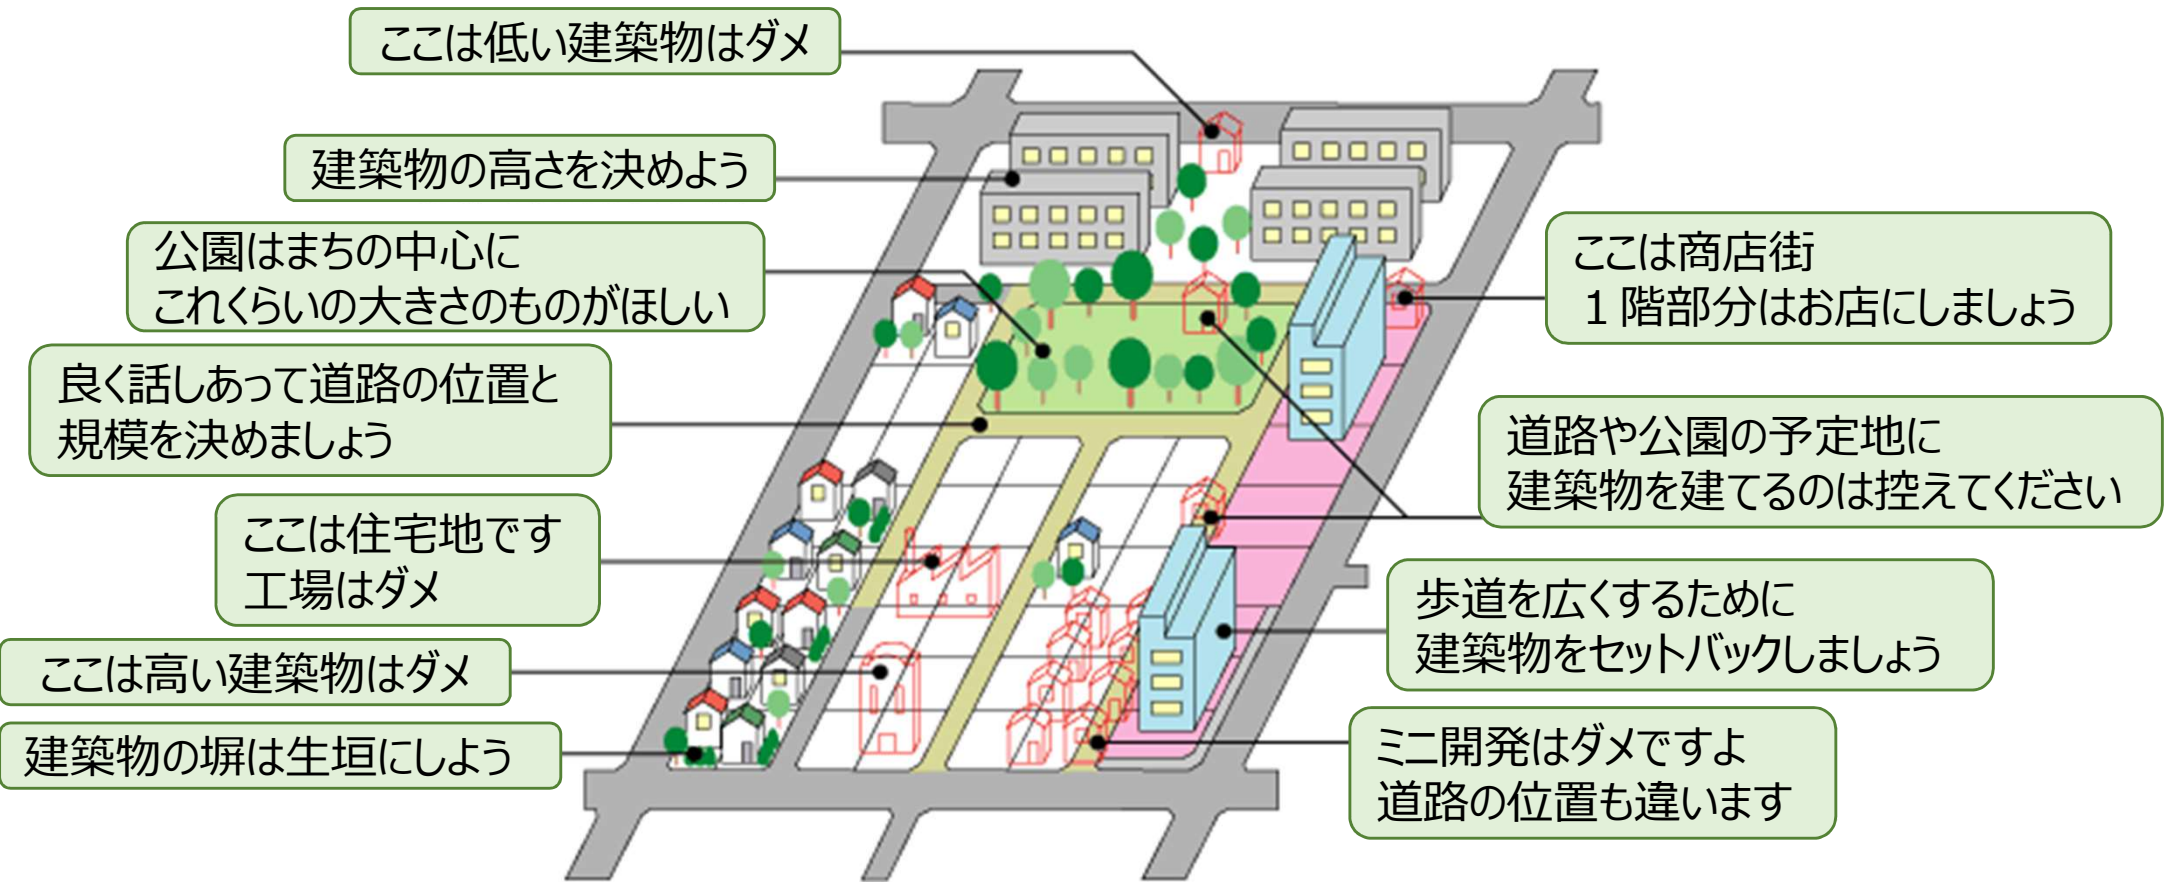 ここは低い建築物はダメ
建築物の高さを決めよう
公園はまちの中心に
これくらいの大きさのものがほしい
良く話しあって道路の位置と
規模を決めましょう
ここは住宅地です
工場はダメ
ここは高い建築物はダメ
建築物の塀は生垣にしよう
ここは商店街
１階部分はお店にしましょう
道路や公園の予定地に
建築物を建てるのは控えてください
歩道を広くするために
建築物をセットバックしましょう
ミニ開発はダメですよ
道路の位置も違います